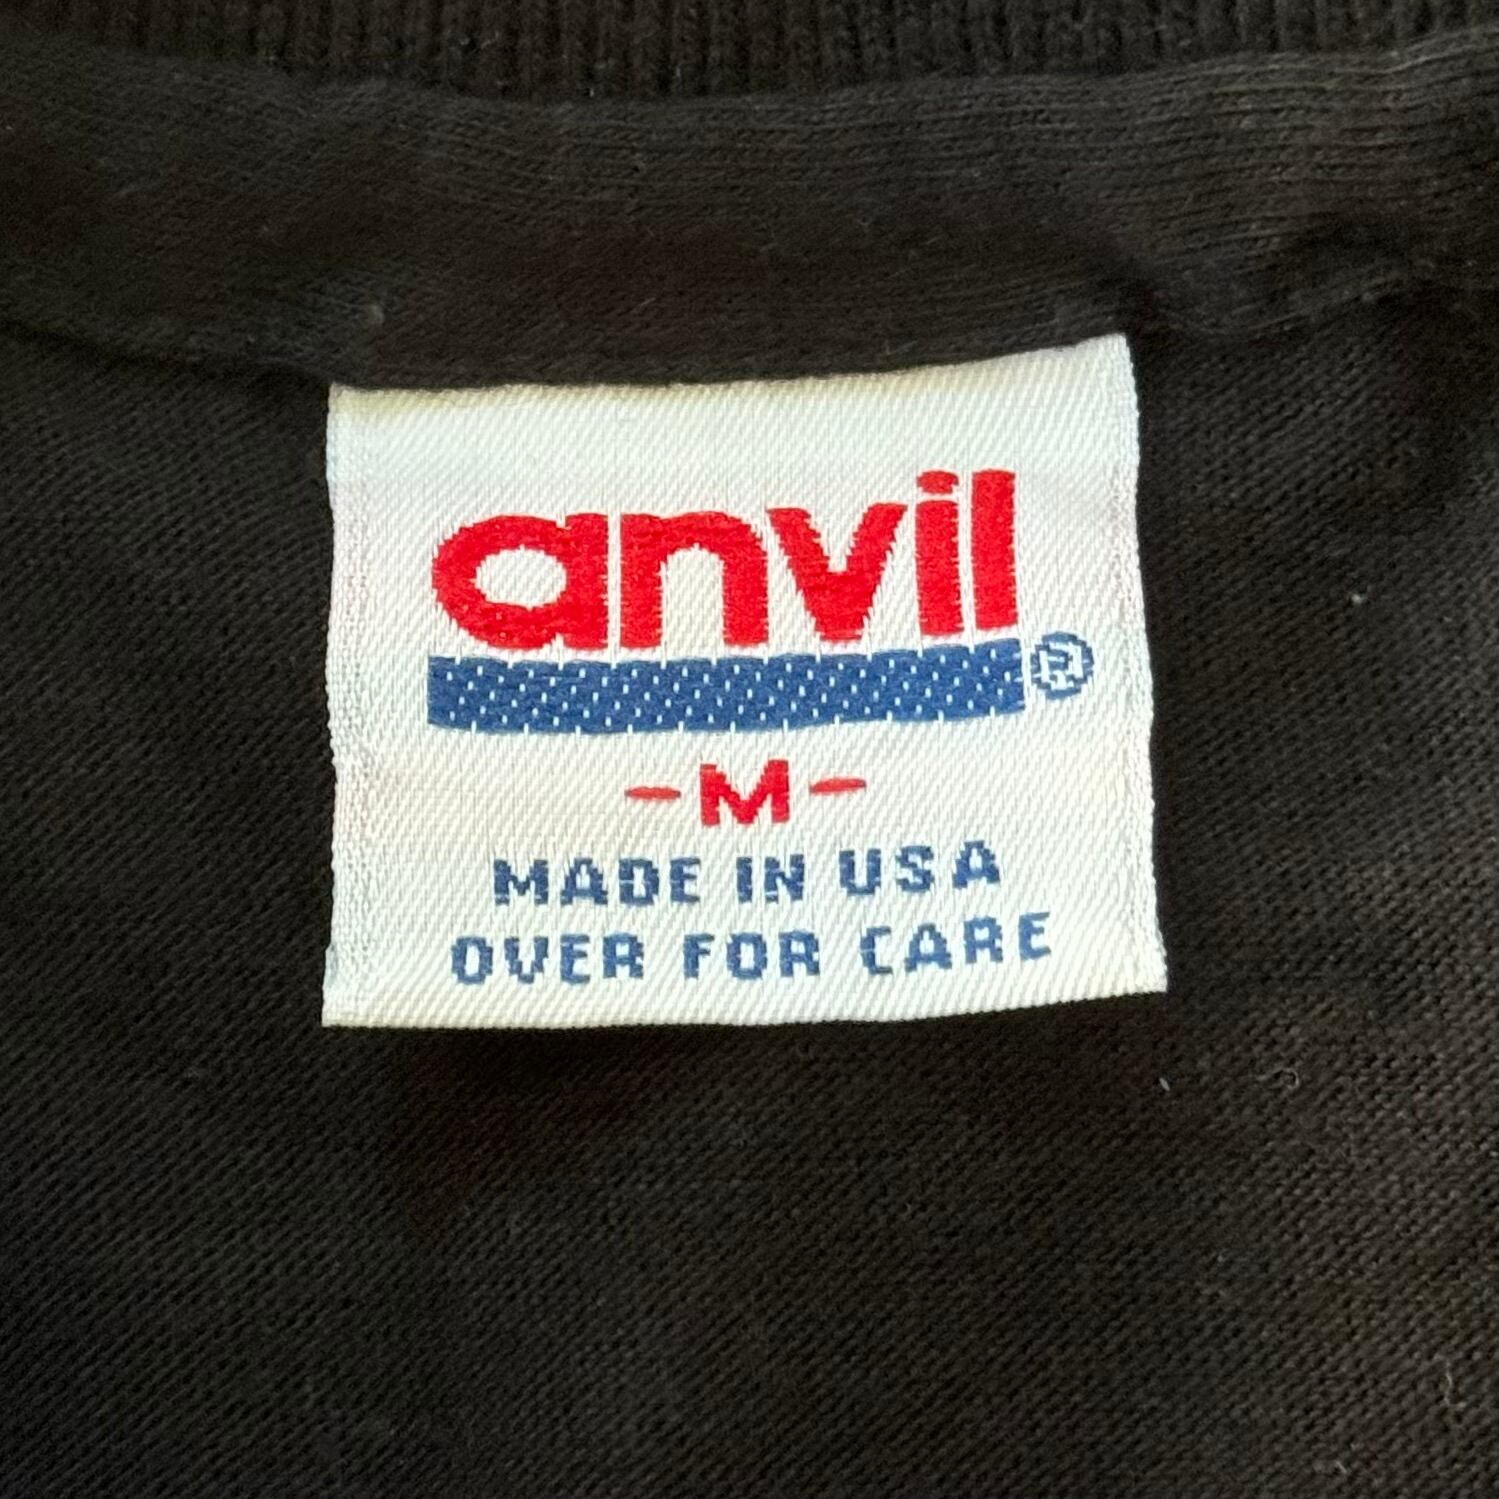 anvil®
-M-
MADE IN USA
OVER FOR CARE